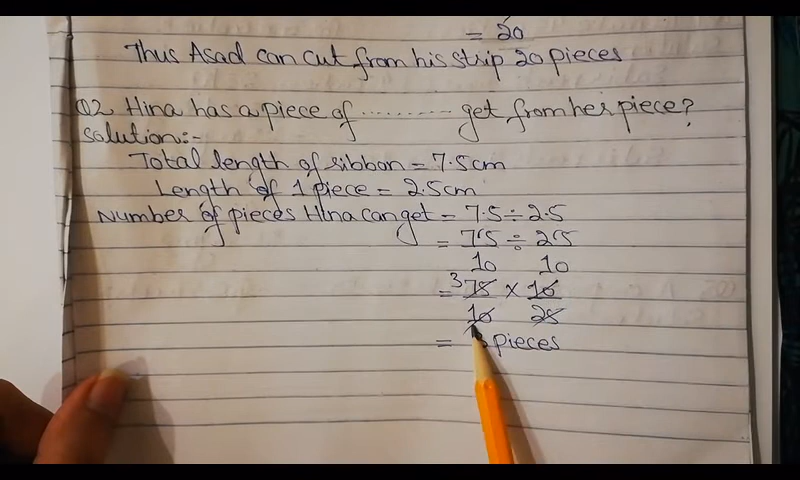 = 20
Thus Asad can cut from his strip 20 pieces
Q2 Hina has a piece of .......... get from her piece?
Solution:-
Total length of ribbon = 7.5cm
Length of 1 piece = 2.5cm
Number of pieces Hina can get = 7.5 ÷ 2.5
= 75 ÷ 25
10 10
= 3 75 × 10
10 25
= pieces